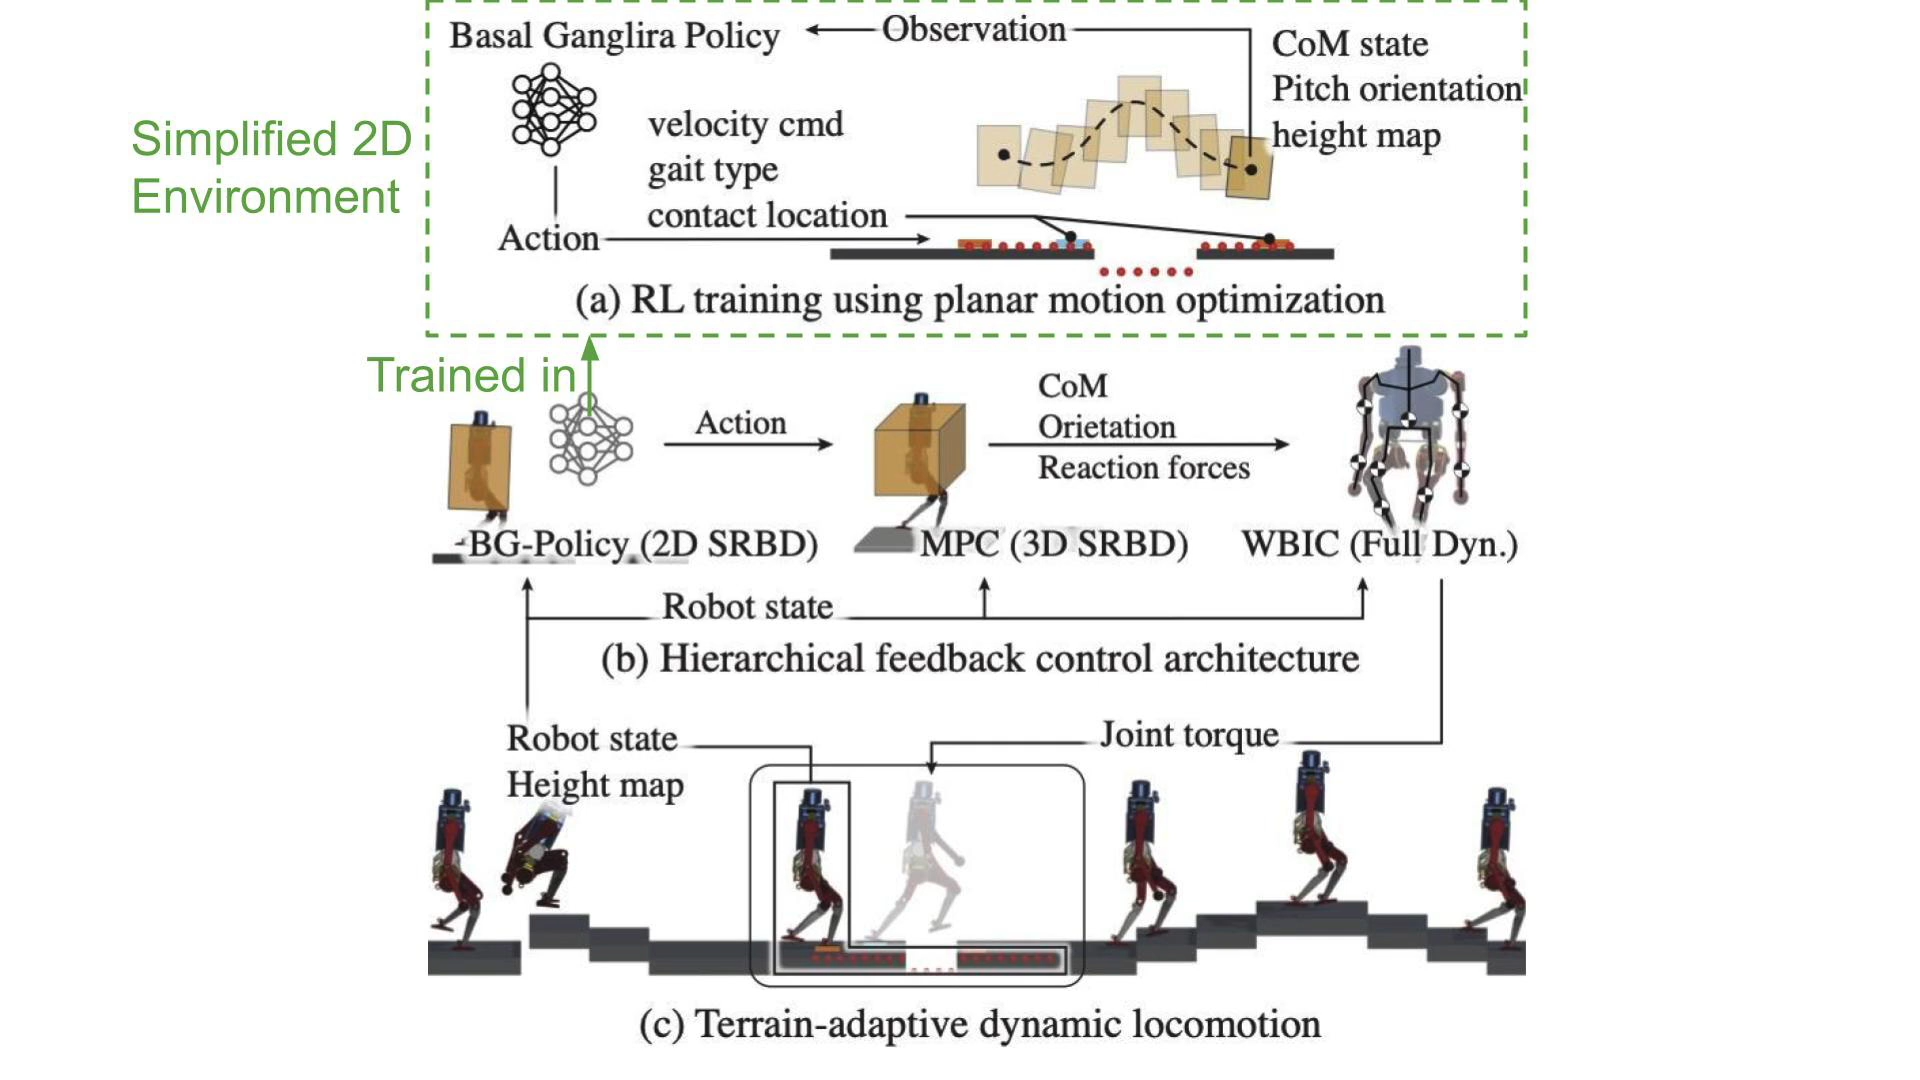 Basal Ganglira Policy
Observation
CoM state
Pitch orientation
height map
Simplified 2D
Environment
velocity cmd
gait type
contact location
Action
(a) RL training using planar motion optimization
Trained in
Action
CoM
Orietation
Reaction forces
BG-Policy (2D SRBD)
MPC (3D SRBD)
WBIC (Full Dyn.)
Robot state
(b) Hierarchical feedback control architecture
Robot state
Height map
Joint torque
(c) Terrain-adaptive dynamic locomotion